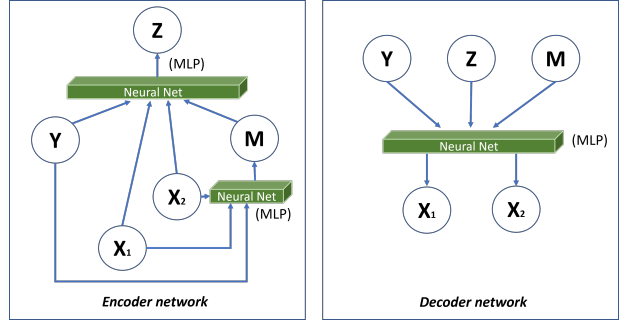 Z
(MLP)
Neural Net
Y
M
X₂
Neural Net
(MLP)
X₁
Encoder network
Y
Z
M
Neural Net
(MLP)
X₁
X₂
Decoder network